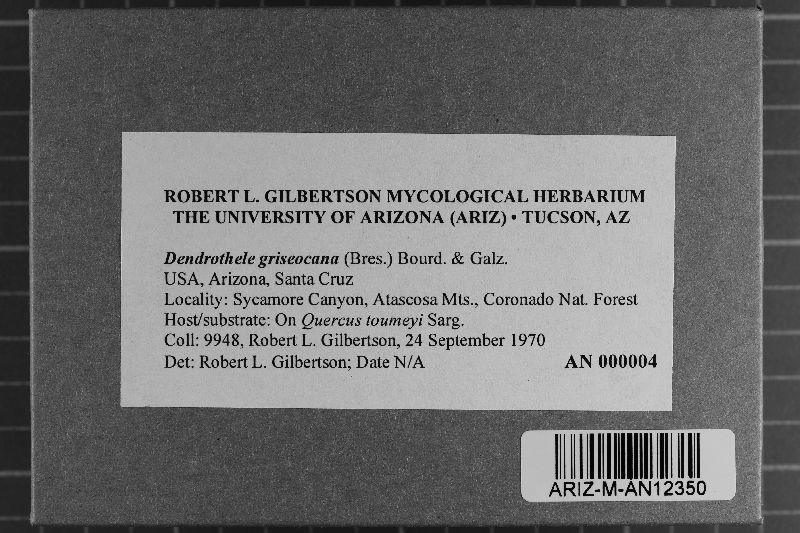 ROBERT L. GILBERTSON MYCOLOGICAL HERBARIUM
THE UNIVERSITY OF ARIZONA (ARIZ) • TUCSON, AZ
Dendrothele griseocana (Bres.) Bourd. & Galz.
USA, Arizona, Santa Cruz
Locality: Sycamore Canyon, Atascosa Mts., Coronado Nat. Forest
Host/substrate: On Quercus toumeyi Sarg.
Coll: 9948, Robert L. Gilbertson, 24 September 1970
Det: Robert L. Gilbertson; Date N/A AN 000004
ARIZ-M-AN12350